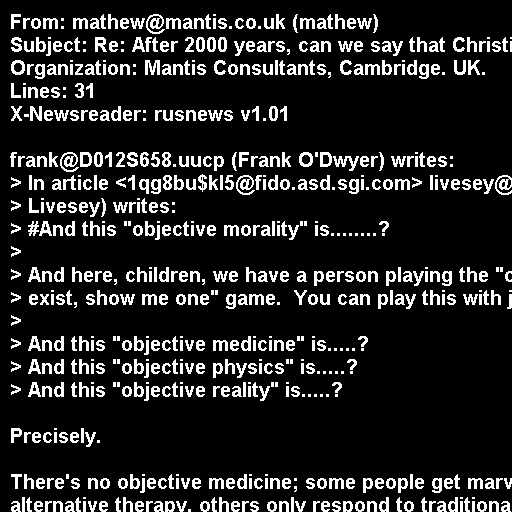 From: mathew@mantis.co.uk (mathew)
Subject: Re: After 2000 years, can we say that Christi
Organization: Mantis Consultants, Cambridge. UK.
Lines: 31
X-Newsreader: rusnews v1.01

frank@D012S658.uucp (Frank O'Dwyer) writes:
> In article <1qg8bu$kl5@fido.asd.sgi.com> livesey@
> Livesey) writes:
> #And this "objective morality" is........?
>
> And here, children, we have a person playing the "o
> exist, show me one" game.  You can play this with j
>
> And this "objective medicine" is.....?
> And this "objective physics" is.....?
> And this "objective reality" is.....?

Precisely.

There's no objective medicine; some people get marv
alternative therapy, others only respond to traditiona